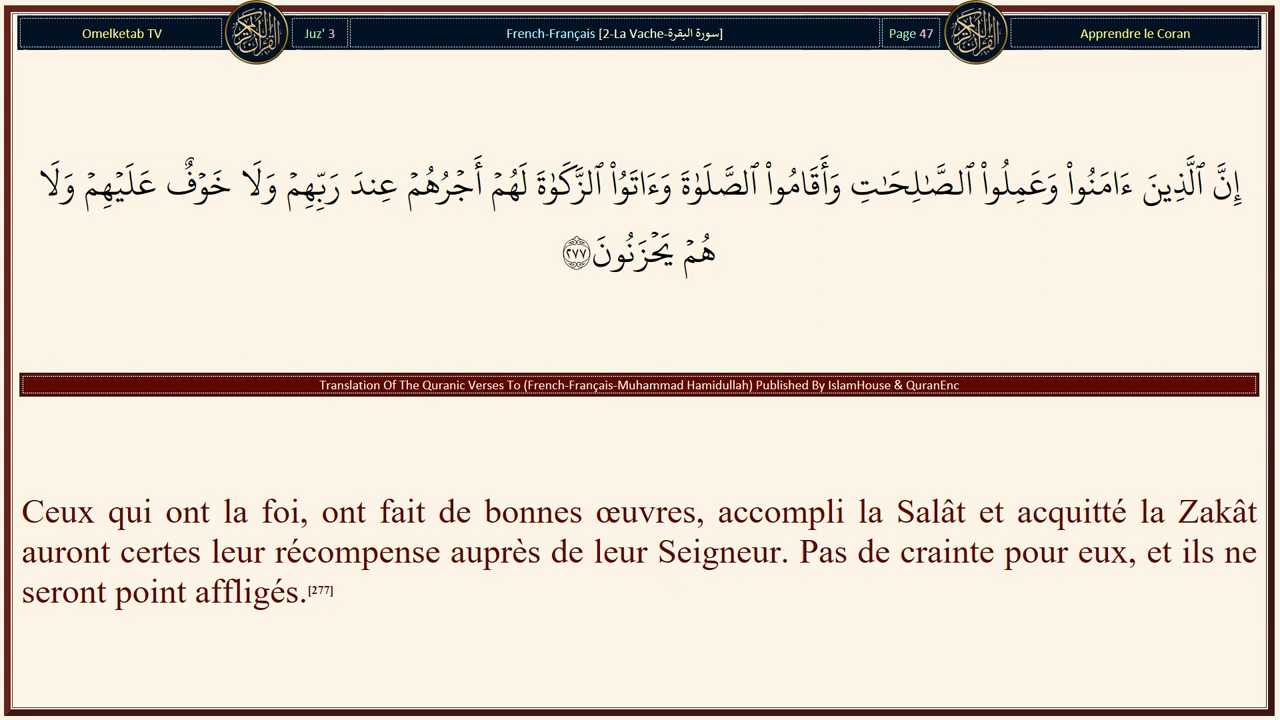 Omelketab TV
Juz' 3
French-Français [2-La Vache-سورة البقرة]
Page 47
Apprendre le Coran
إِنَّ ٱلَّذِينَ ءَامَنُواْ وَعَمِلُواْ ٱلصَّـٰلِحَـٰتِ وَأَقَامُواْ ٱلصَّلَوٰةَ وَءَاتَوُاْ ٱلزَّكَوٰةَ لَهُمۡ أَجۡرُهُمۡ عِندَ رَبِّهِمۡ وَلَا خَوۡفٌ عَلَيۡهِمۡ وَلَا
هُمۡ يَحۡزَنُونَ ٢٧٧
Translation Of The Quranic Verses To (French-Français-Muhammad Hamidullah) Published By IslamHouse & QuranEnc
Ceux qui ont la foi, ont fait de bonnes œuvres, accompli la Salât et acquitté la Zakât
auront certes leur récompense auprès de leur Seigneur. Pas de crainte pour eux, et ils ne
seront point affligés.[277]